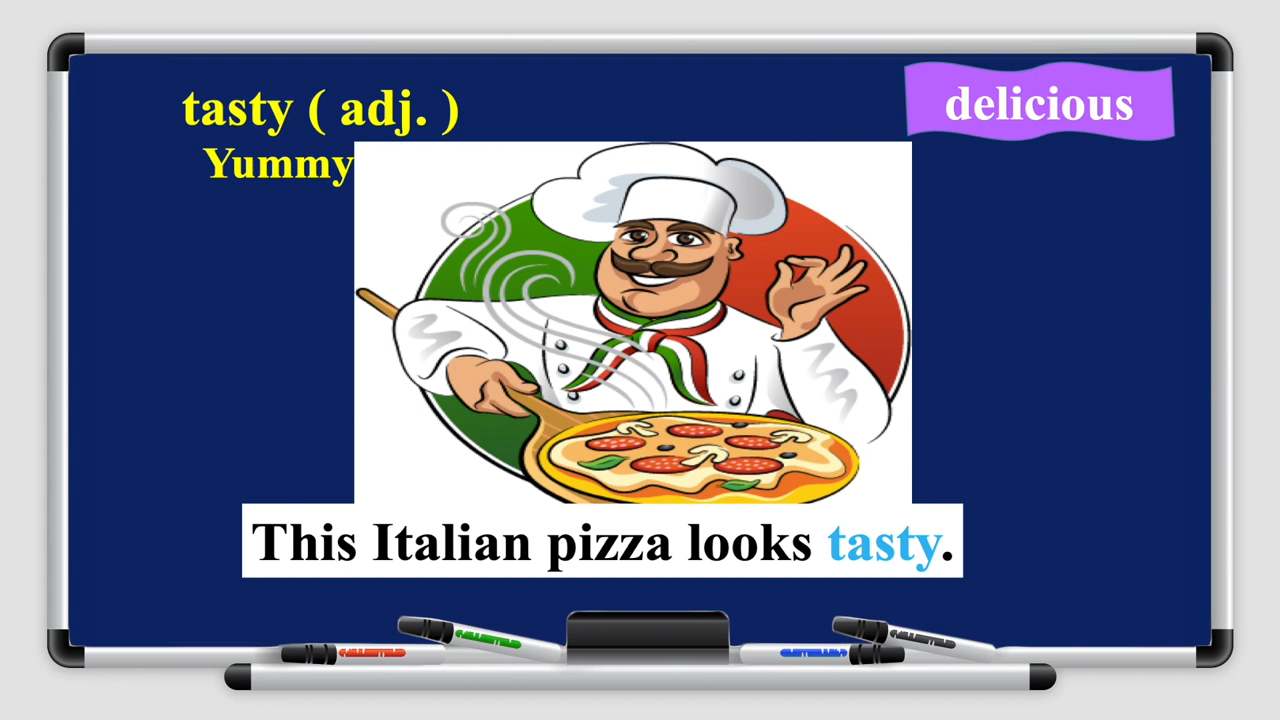 tasty ( adj. )
delicious
Yummy
This Italian pizza looks tasty.